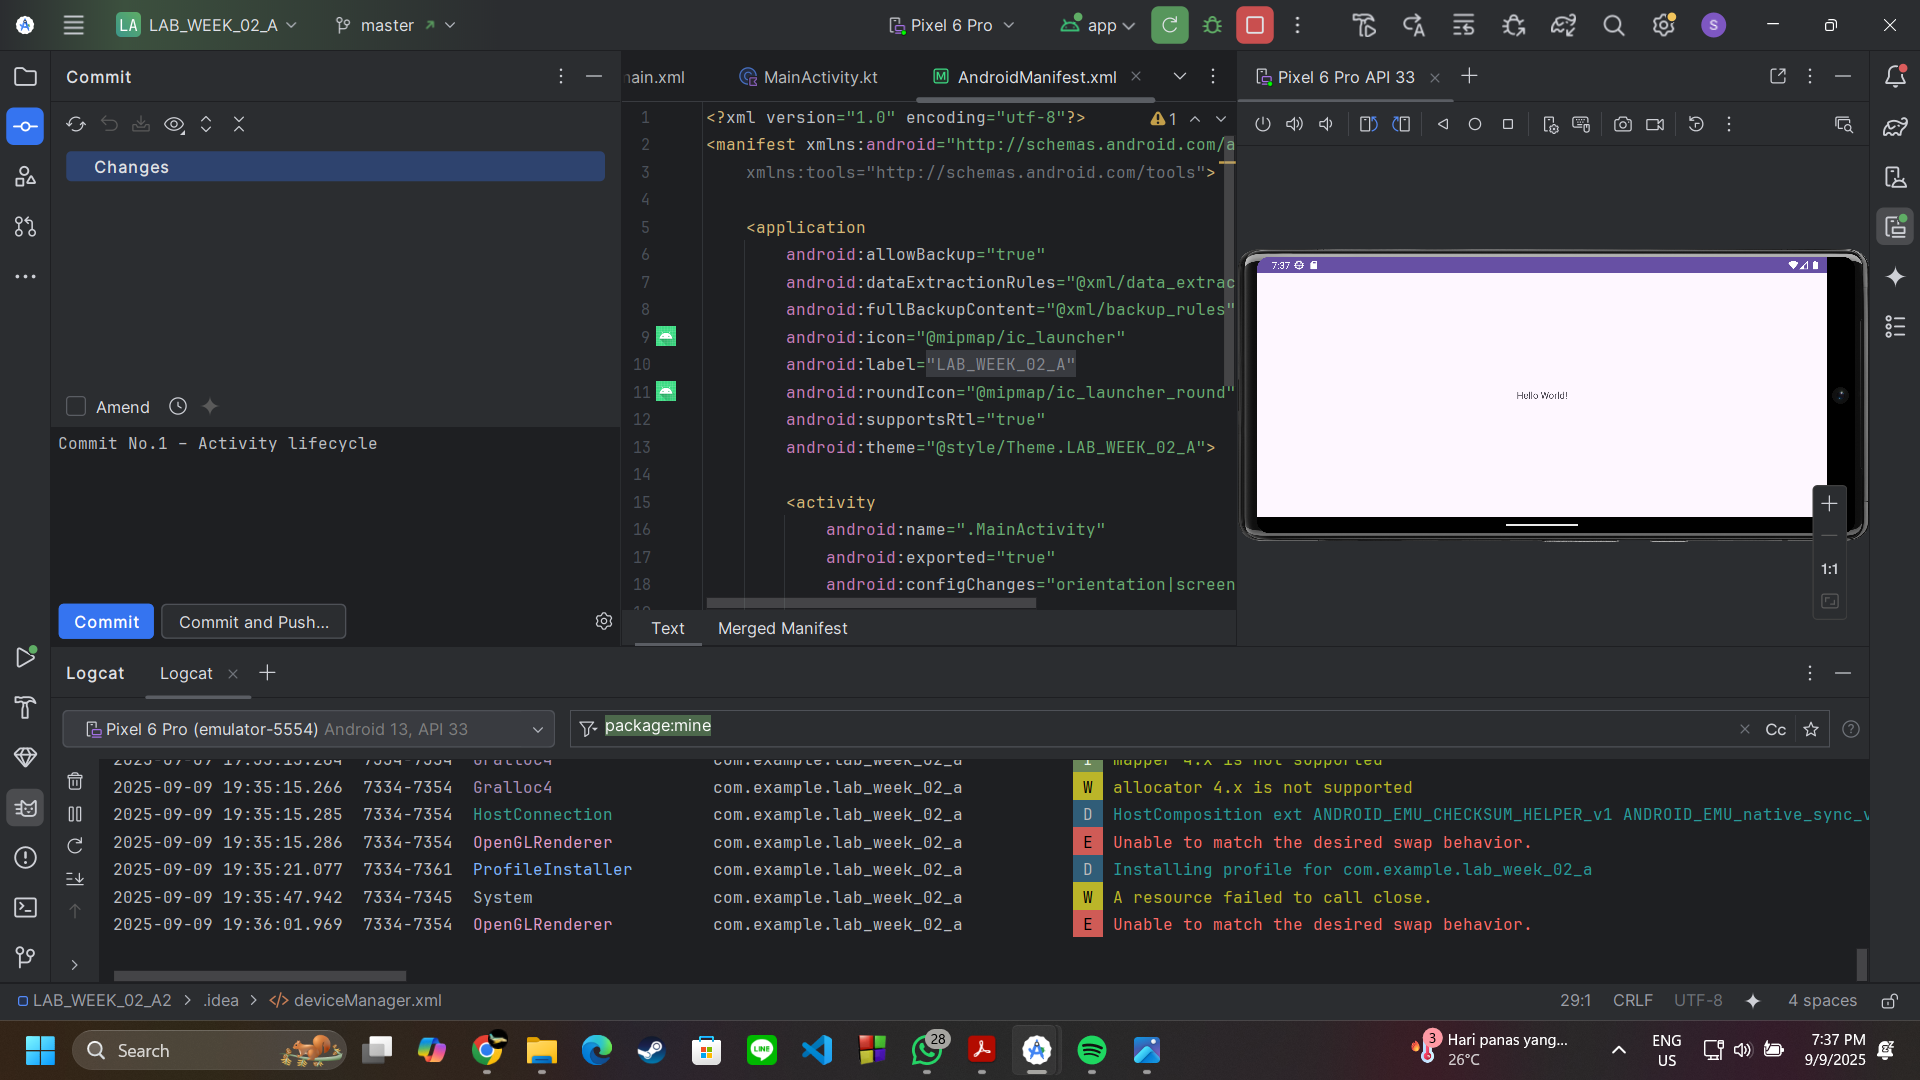 LA LAB_WEEK_02_A
master
Pixel 6 Pro
app
S
Commit
Changes
Amend
Commit No.1 - Activity lifecycle
Commit
Commit and Push...
MainActivity.kt
AndroidManifest.xml
1 <?xml version="1.0" encoding="utf-8"?>
1
2 <manifest xmlns:android="http://schemas.android.com/
3 xmlns:tools="http://schemas.android.com/tools">
4
5 <application
6 android:allowBackup="true"
7 android:dataExtractionRules="@xml/data_extrac
8 android:fullBackupContent="@xml/backup_rules"
9 android:icon="@mipmap/ic_launcher"
10 android:label="LAB_WEEK_02_A"
11 android:roundIcon="@mipmap/ic_launcher_round"
12 android:supportsRtl="true"
13 android:theme="@style/Theme.LAB_WEEK_02_A">
14
15 <activity
16 android:name=".MainActivity"
17 android:exported="true"
18 android:configChanges="orientation|screen
Text
Merged Manifest
Pixel 6 Pro API 33
7:37
Hello World!
1:1
Logcat
Logcat
Pixel 6 Pro (emulator-5554) Android 13, API 33
package:mine
Cc
mapper 4.x is not supported
2025-09-09 19:35:15.266 7334-7354 Gralloc4 com.example.lab_week_02_a W allocator 4.x is not supported
2025-09-09 19:35:15.285 7334-7354 HostConnection com.example.lab_week_02_a D HostComposition ext ANDROID_EMU_CHECKSUM_HELPER_v1 ANDROID_EMU_native_sync_v
2025-09-09 19:35:15.286 7334-7354 OpenGLRenderer com.example.lab_week_02_a E Unable to match the desired swap behavior.
2025-09-09 19:35:21.077 7334-7361 ProfileInstaller com.example.lab_week_02_a D Installing profile for com.example.lab_week_02_a
2025-09-09 19:35:47.942 7334-7345 System com.example.lab_week_02_a W A resource failed to call close.
2025-09-09 19:36:01.969 7334-7354 OpenGLRenderer com.example.lab_week_02_a E Unable to match the desired swap behavior.
LAB_WEEK_02_A2 > .idea > </> deviceManager.xml
29:1 CRLF UTF-8 4 spaces
Search
LINE
28
3
Hari panas yang...
26°C
ENG
US
7:37 PM
9/9/2025